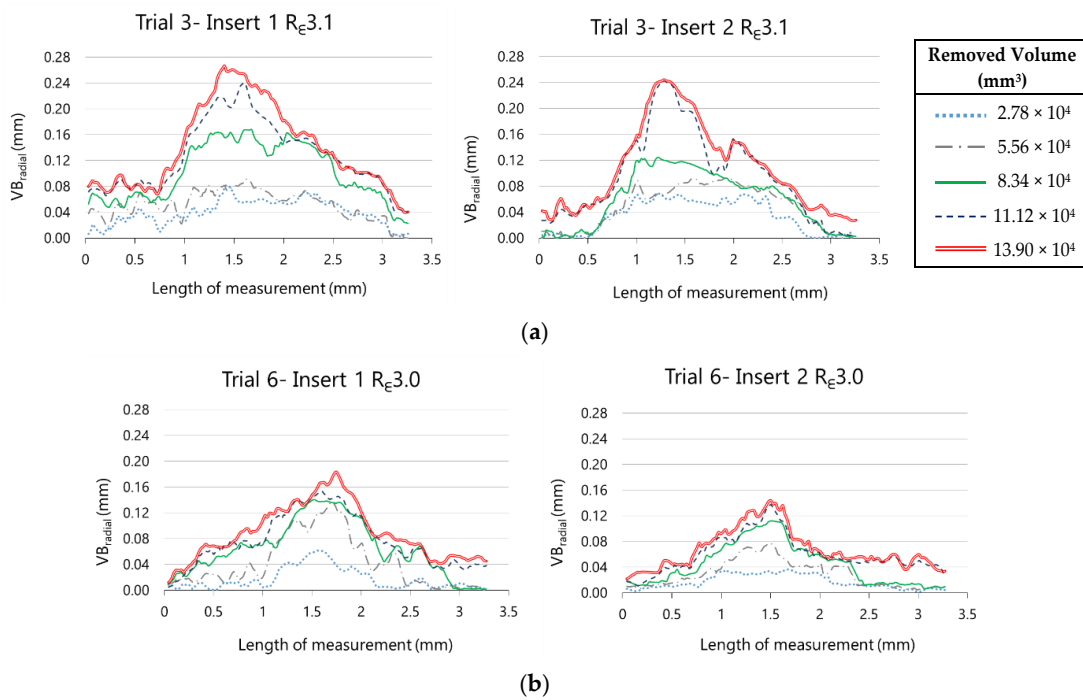 (a)
Trial 3- Insert 1 RԐ3.1
VBradial (mm)
0.28
0.24
0.20
0.16
0.12
0.08
0.04
0.00
0 0.5 1 1.5 2 2.5 3 3.5
Length of measurement (mm)
Trial 3- Insert 2 RԐ3.1
VBradial (mm)
0.28
0.24
0.20
0.16
0.12
0.08
0.04
0.00
0 0.5 1 1.5 2 2.5 3 3.5
Length of measurement (mm)
Removed Volume
(mm³)
2.78 × 10⁴
5.56 × 10⁴
8.34 × 10⁴
11.12 × 10⁴
13.90 × 10⁴
(a)
Trial 6- Insert 1 RԐ3.0
VBradial (mm)
0.28
0.24
0.20
0.16
0.12
0.08
0.04
0.00
0 0.5 1 1.5 2 2.5 3 3.5
Length of measurement (mm)
Trial 6- Insert 2 RԐ3.0
VBradial (mm)
0.28
0.24
0.20
0.16
0.12
0.08
0.04
0.00
0 0.5 1 1.5 2 2.5 3 3.5
Length of measurement (mm)
(b)